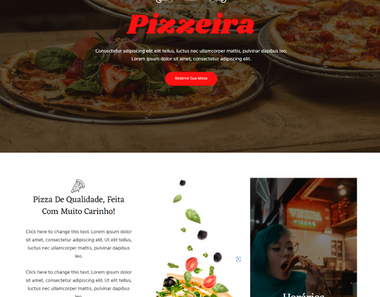 Pizzeira
Consectetur adipiscing elit elit tellus, luctus nec ullamcorper mattis, pulvinar dapibus leo.
Lorem ipsum dolor sit amet, consectetur adipiscing elit.
Reserve Sua Mesa
Pizza De Qualidade, Feita
Com Muito Carinho!
Click here to change this text. Lorem ipsum dolor
sit amet, consectetur adipiscing elit. Ut elit tellus,
luctus nec ullamcorper mattis, pulvinar dapibus
leo.
Click here to change this text. Lorem ipsum dolor
sit amet, consectetur adipiscing elit. Ut elit tellus,
luctus nec ullamcorper mattis, pulvinar dapibus
leo.
PIZZAS
Horários